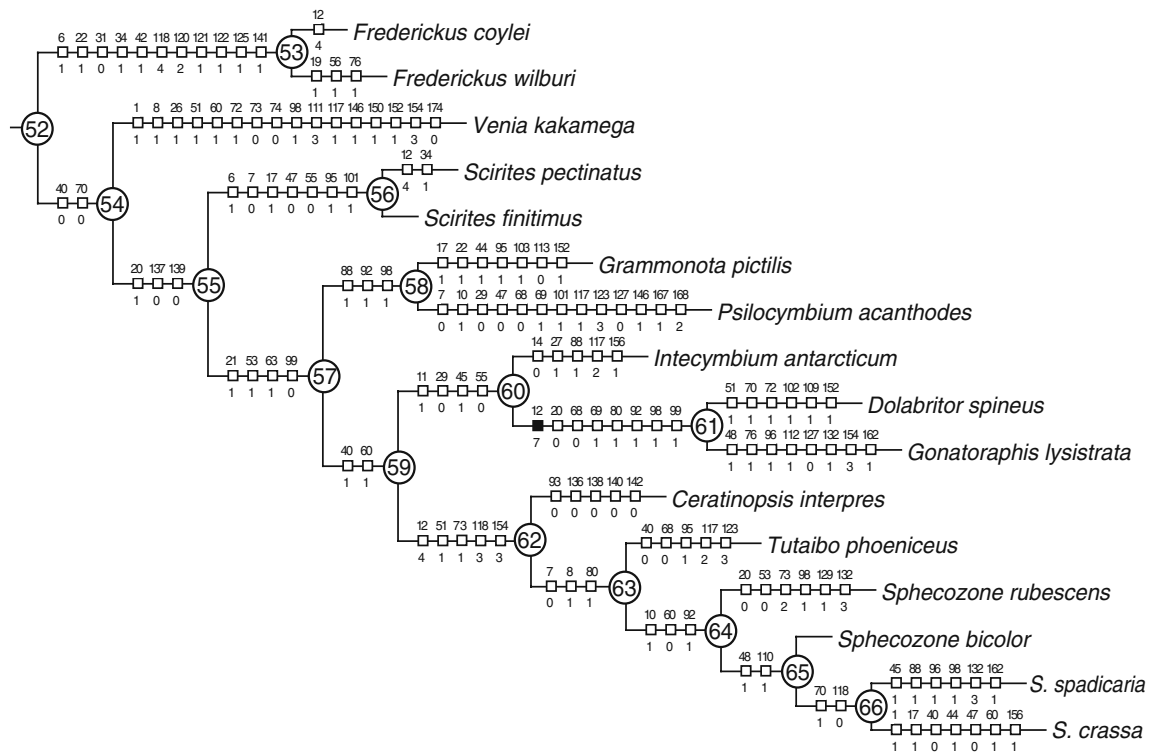 12
Frederickus coylei
4
6 22 31 34 42 118 120 121 122 125 141
53
1 1 0 1 1 4 2 1 1 1 1
19 56 76
Frederickus wilburi
1 1 1
52
1 8 26 51 60 72 73 74 98 111 117 146 150 152 154 174
Venia kakamega
1 1 1 1 1 1 0 0 1 3 1 1 1 1 3 0
12 34
Scirites pectinatus
4 1
6 7 17 47 55 95 101
56
1 0 1 0 0 1 1
Scirites finitimus
40 70
54
0 0
20 137 139
55
1 0 0
17 22 44 95 103 113 152
Grammonota pictilis
1 1 1 1 1 0 1
88 92 98
58
1 1 1
7 10 29 47 68 69 101 117 123 127 146 167 168
Psilocymbium acanthodes
0 1 0 0 0 1 1 1 3 0 1 1 2
21 53 63 99
57
1 1 1 0
14 27 88 117 156
Intecymbium antarcticum
0 1 1 2 1
11 29 45 55
60
1 0 1 0
51 70 72 102 109 152
Dolabritor spineus
1 1 1 1 1 1
12 20 68 69 80 92 98 99
61
7 0 0 1 1 1 1 1
48 76 96 112 127 132 154 162
Gonatoraphis lysistrata
1 1 1 1 0 1 3 1
40 60
59
1 1
93 136 138 140 142
Ceratinopsis interpres
0 0 0 0 0
12 51 73 118 154
62
4 1 1 3 3
40 68 95 117 123
Tutaibo phoeniceus
0 0 1 2 3
7 8 80
63
0 1 1
20 53 73 98 129 132
Sphecozone rubescens
0 0 2 1 1 3
10 60 92
64
1 0 1
Sphecozone bicolor
48 110
65
1 1
45 88 96 98 132 162
S. spadicaria
1 1 1 1 3 1
70 118
66
1 0
1 17 40 44 47 60 156
S. crassa
1 1 0 1 0 1 1